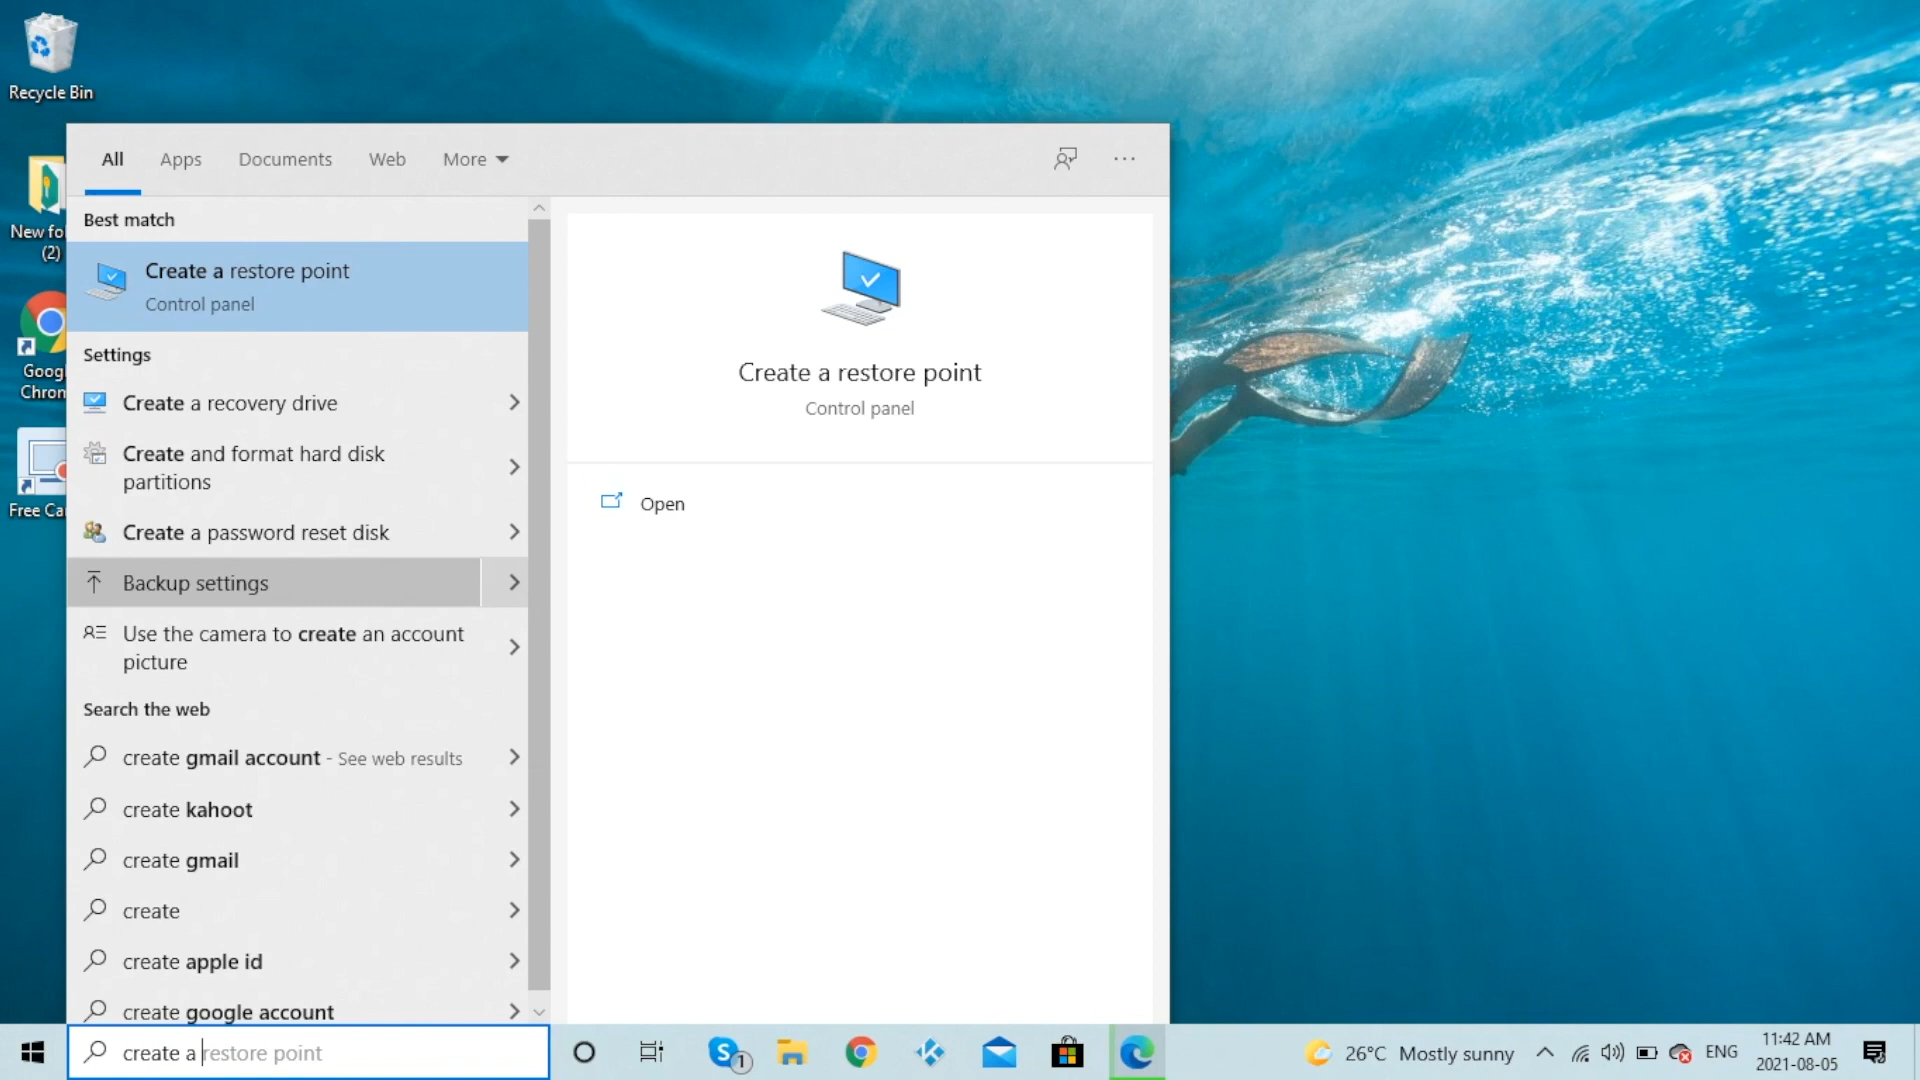 Recycle Bin
New fo
(2)
Goog
Chrom
Free Ca
All Apps Documents Web More
Best match
Create a restore point
Control panel
Settings
Create a recovery drive
Create and format hard disk
partitions
Create a password reset disk
Backup settings
Use the camera to create an account
picture
Search the web
create gmail account - See web results
create kahoot
create gmail
create
create apple id
create google account
Create a restore point
Control panel
Open
create a restore point
1
26°C Mostly sunny
ENG
11:42 AM
2021-08-05